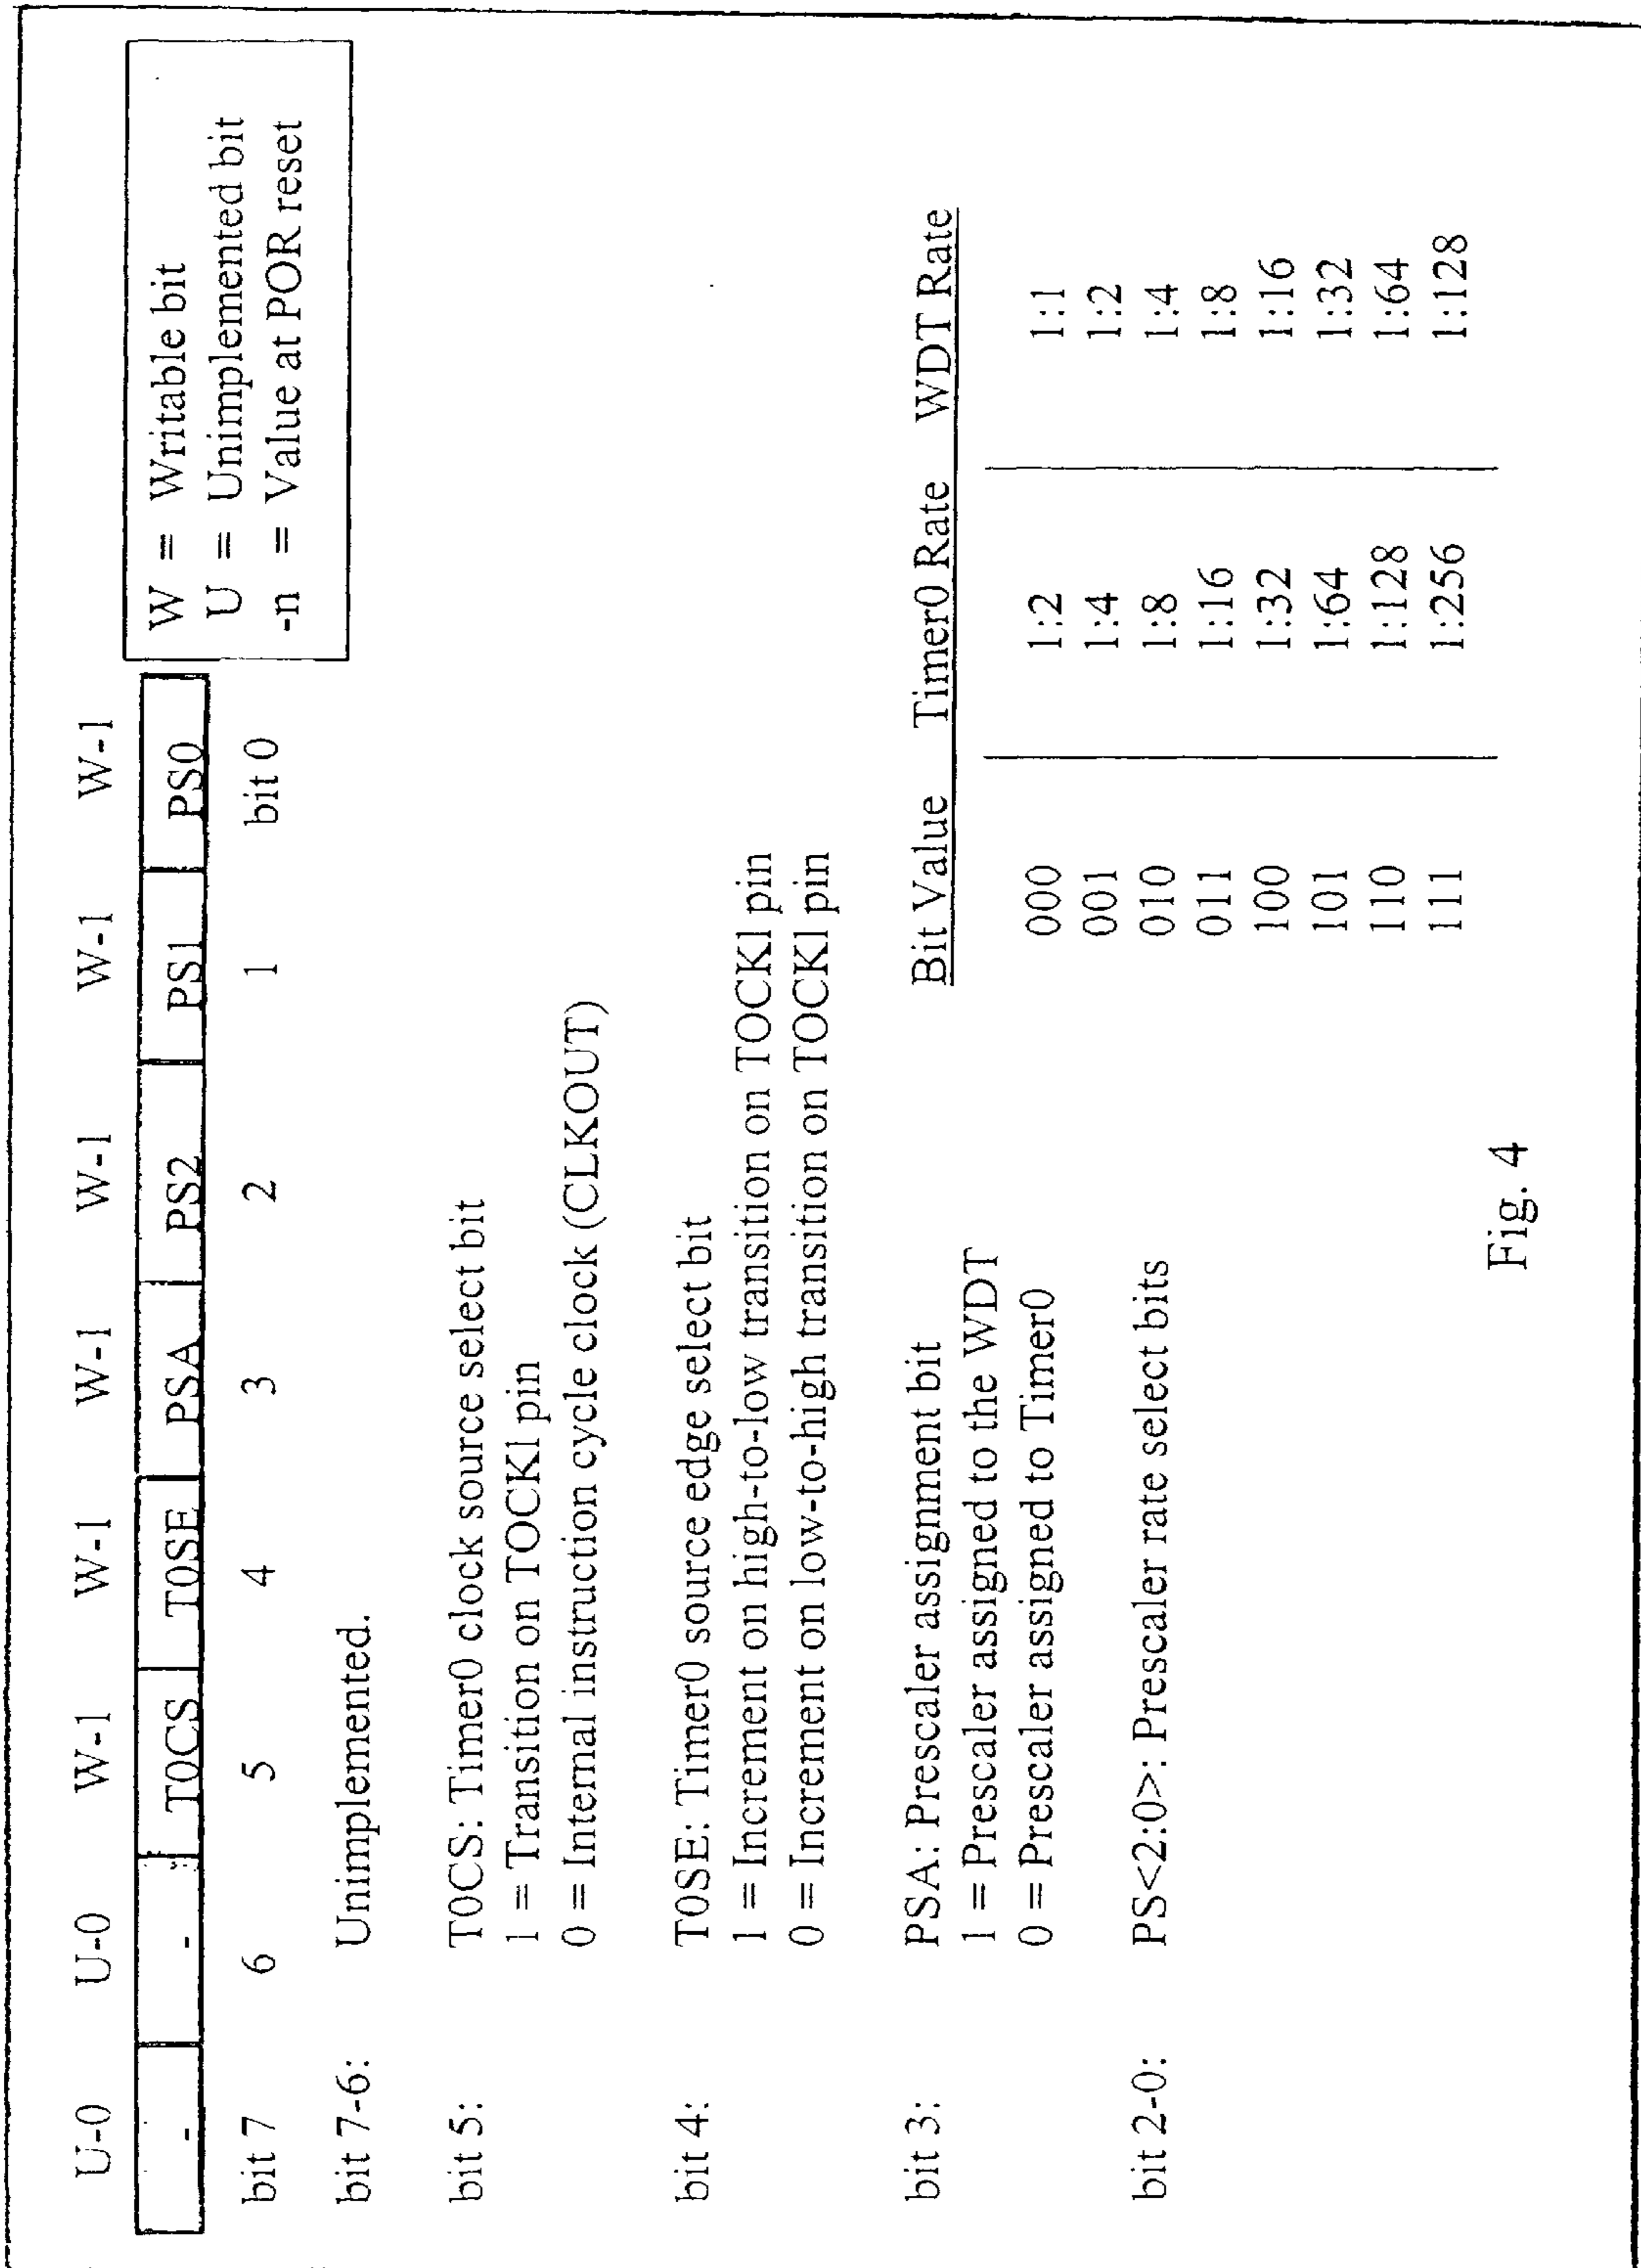 U-0 U-0 W-1 W-1 W-1 W-1 W-1 W-1
- - TOCS T0SE PSA PS2 PS1 PS0
bit 7 6 5 4 3 2 1 bit 0
W = Writable bit
U = Unimplemented bit
-n = Value at POR reset
bit 7-6: Unimplemented.
bit 5: T0CS: Timer0 clock source select bit
1 = Transition on TOCK1 pin
0 = Internal instruction cycle clock (CLKOUT)
bit 4: T0SE: Timer0 source edge select bit
1 = Increment on high-to-low transition on TOCK1 pin
0 = Increment on low-to-high transition on TOCK1 pin
bit 3: PSA: Prescaler assignment bit
1 = Prescaler assigned to the WDT
0 = Prescaler assigned to Timer0
bit 2-0: PS<2:0>: Prescaler rate select bits
Bit Value Timer0 Rate WDT Rate
000 1:2 1:1
001 1:4 1:2
010 1:8 1:4
011 1:16 1:8
100 1:32 1:16
101 1:64 1:32
110 1:128 1:64
111 1:256 1:128
Fig. 4